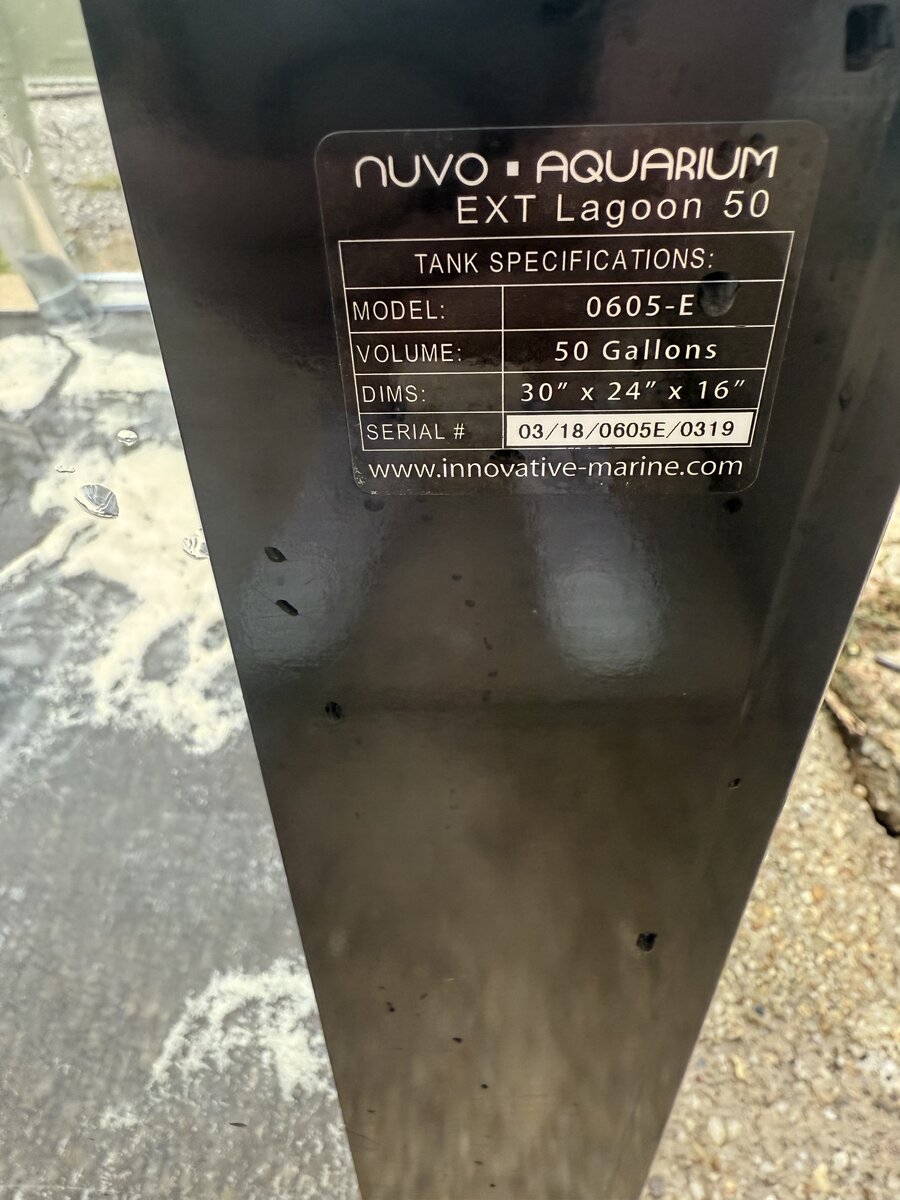 nuvo ▪ AQUARIUM
EXT Lagoon 50
TANK SPECIFICATIONS:
MODEL: 0605-E
VOLUME: 50 Gallons
DIMS: 30” x 24” x 16”
SERIAL # 03/18/0605E/0319
www.innovative-marine.com